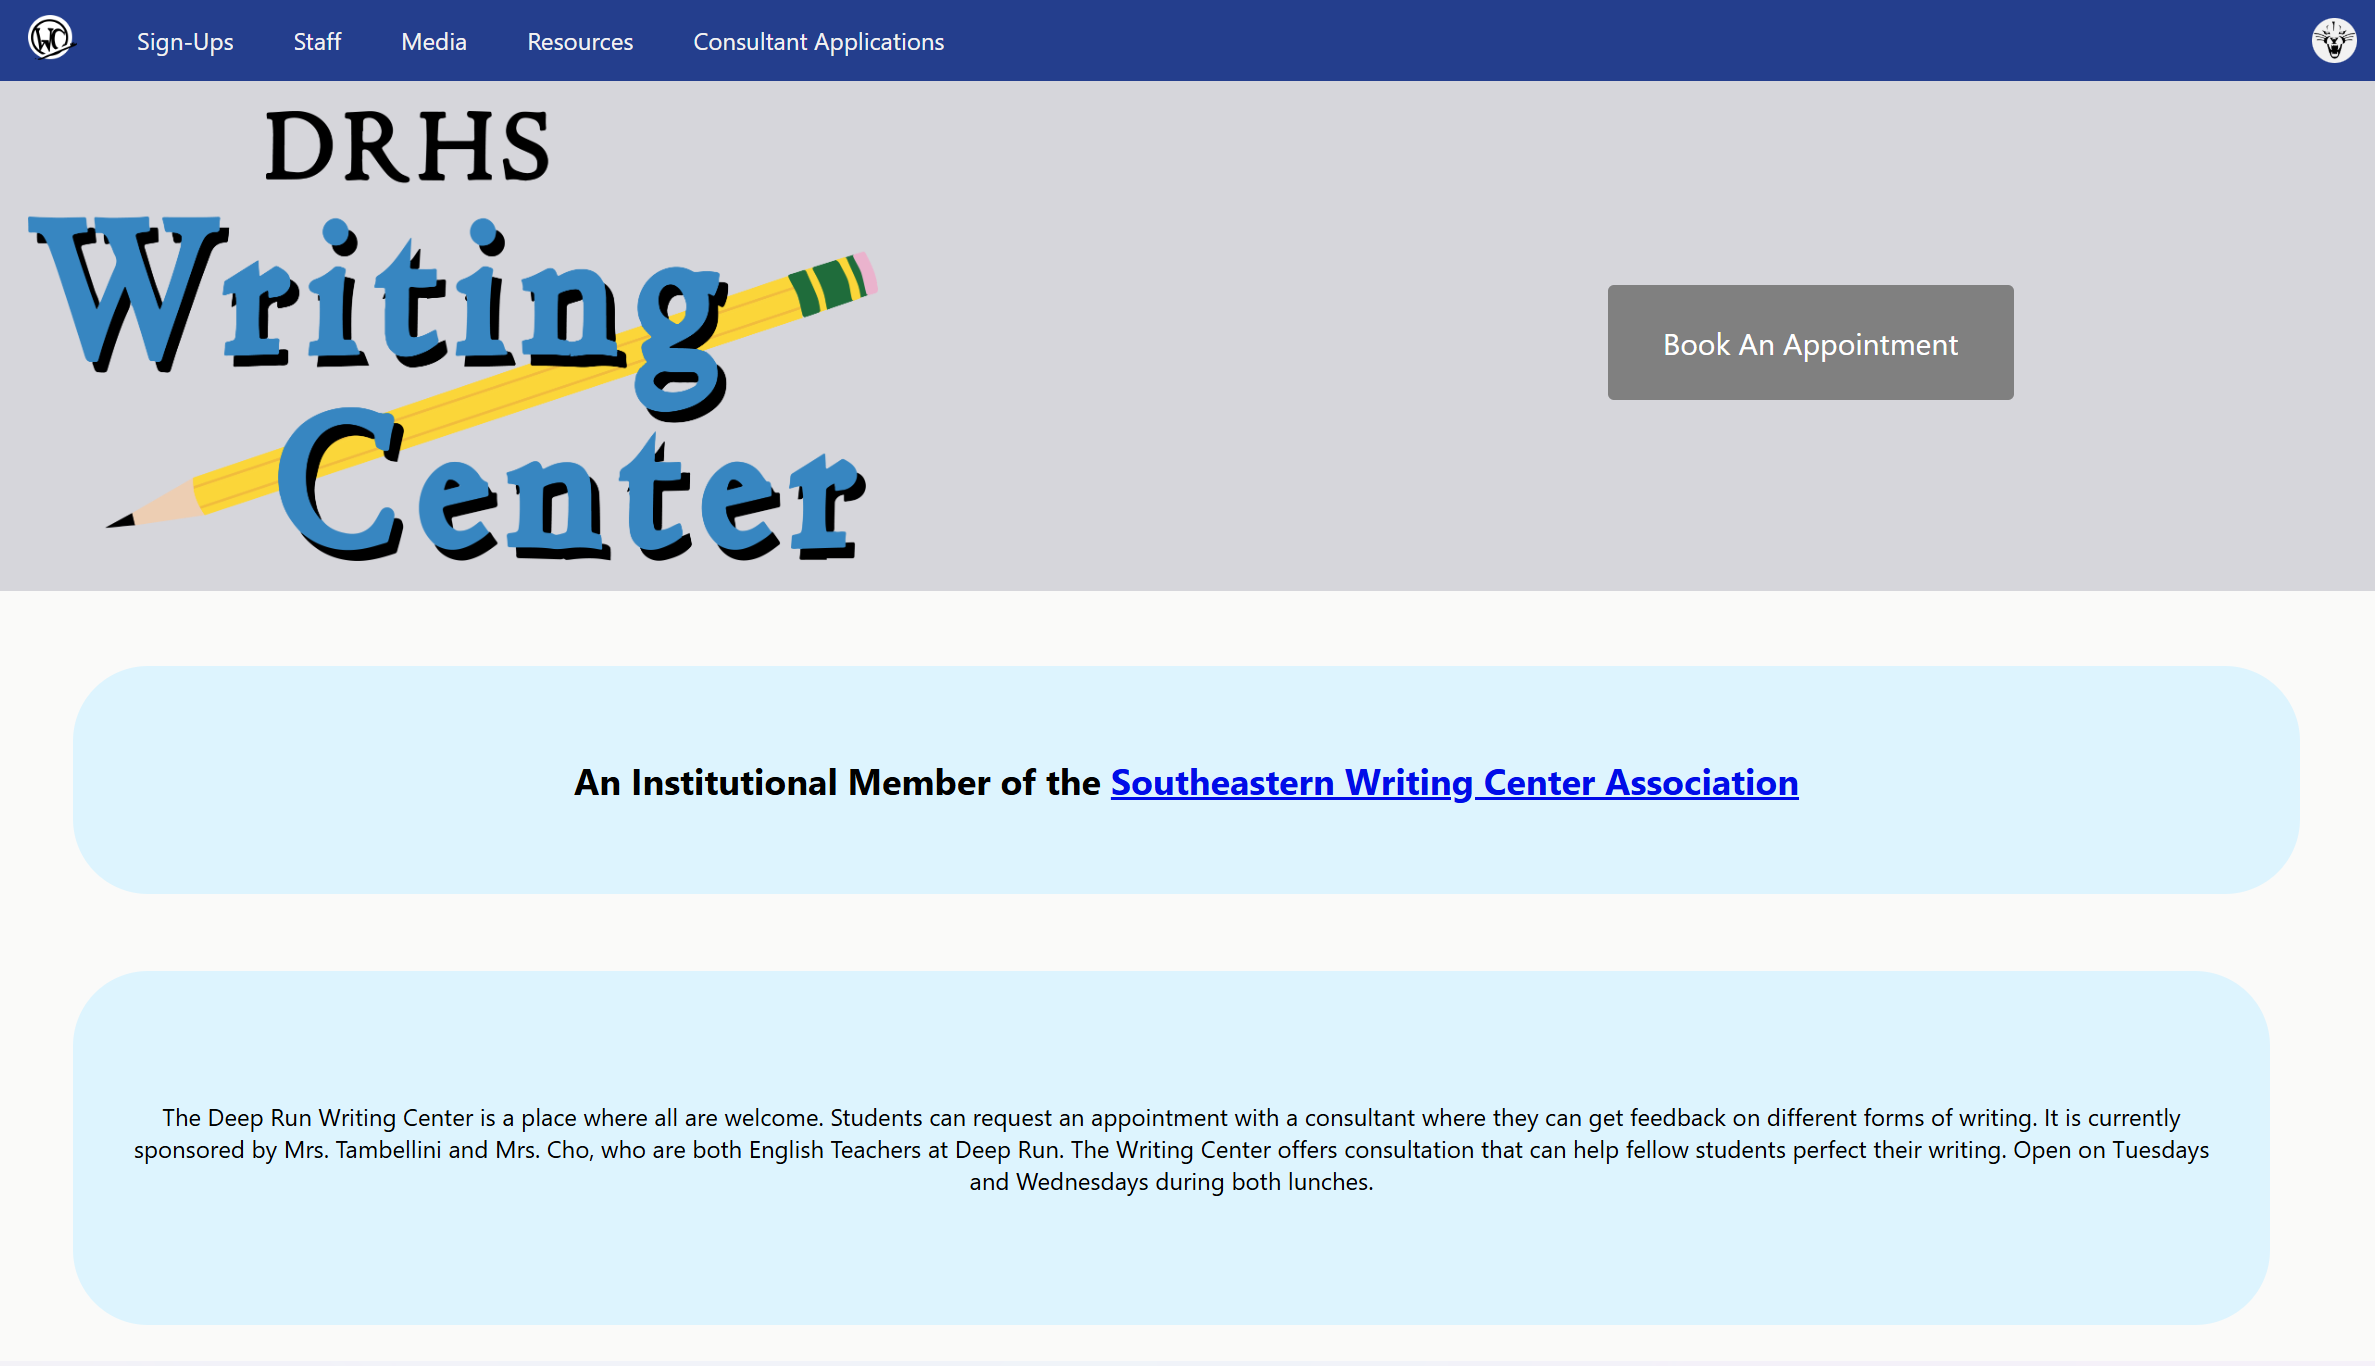 WC
Sign-Ups Staff Media Resources Consultant Applications
DRHS
Writing
Center
Book An Appointment
An Institutional Member of the Southeastern Writing Center Association
The Deep Run Writing Center is a place where all are welcome. Students can request an appointment with a consultant where they can get feedback on different forms of writing. It is currently
sponsored by Mrs. Tambellini and Mrs. Cho, who are both English Teachers at Deep Run. The Writing Center offers consultation that can help fellow students perfect their writing. Open on Tuesdays
and Wednesdays during both lunches.